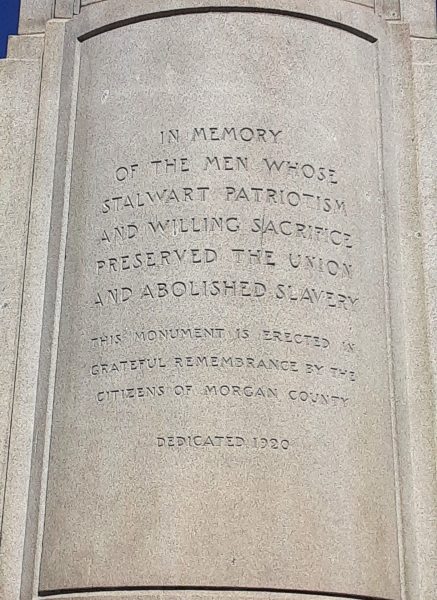 IN MEMORY
OF THE MEN WHOSE
STALWART PATRIOTISM
AND WILLING SACRIFICE
PRESERVED THE UNION
AND ABOLISHED SLAVERY
THIS MONUMENT IS ERECTED IN
GRATEFUL REMEMBRANCE BY THE
CITIZENS OF MORGAN COUNTY
DEDICATED 1920